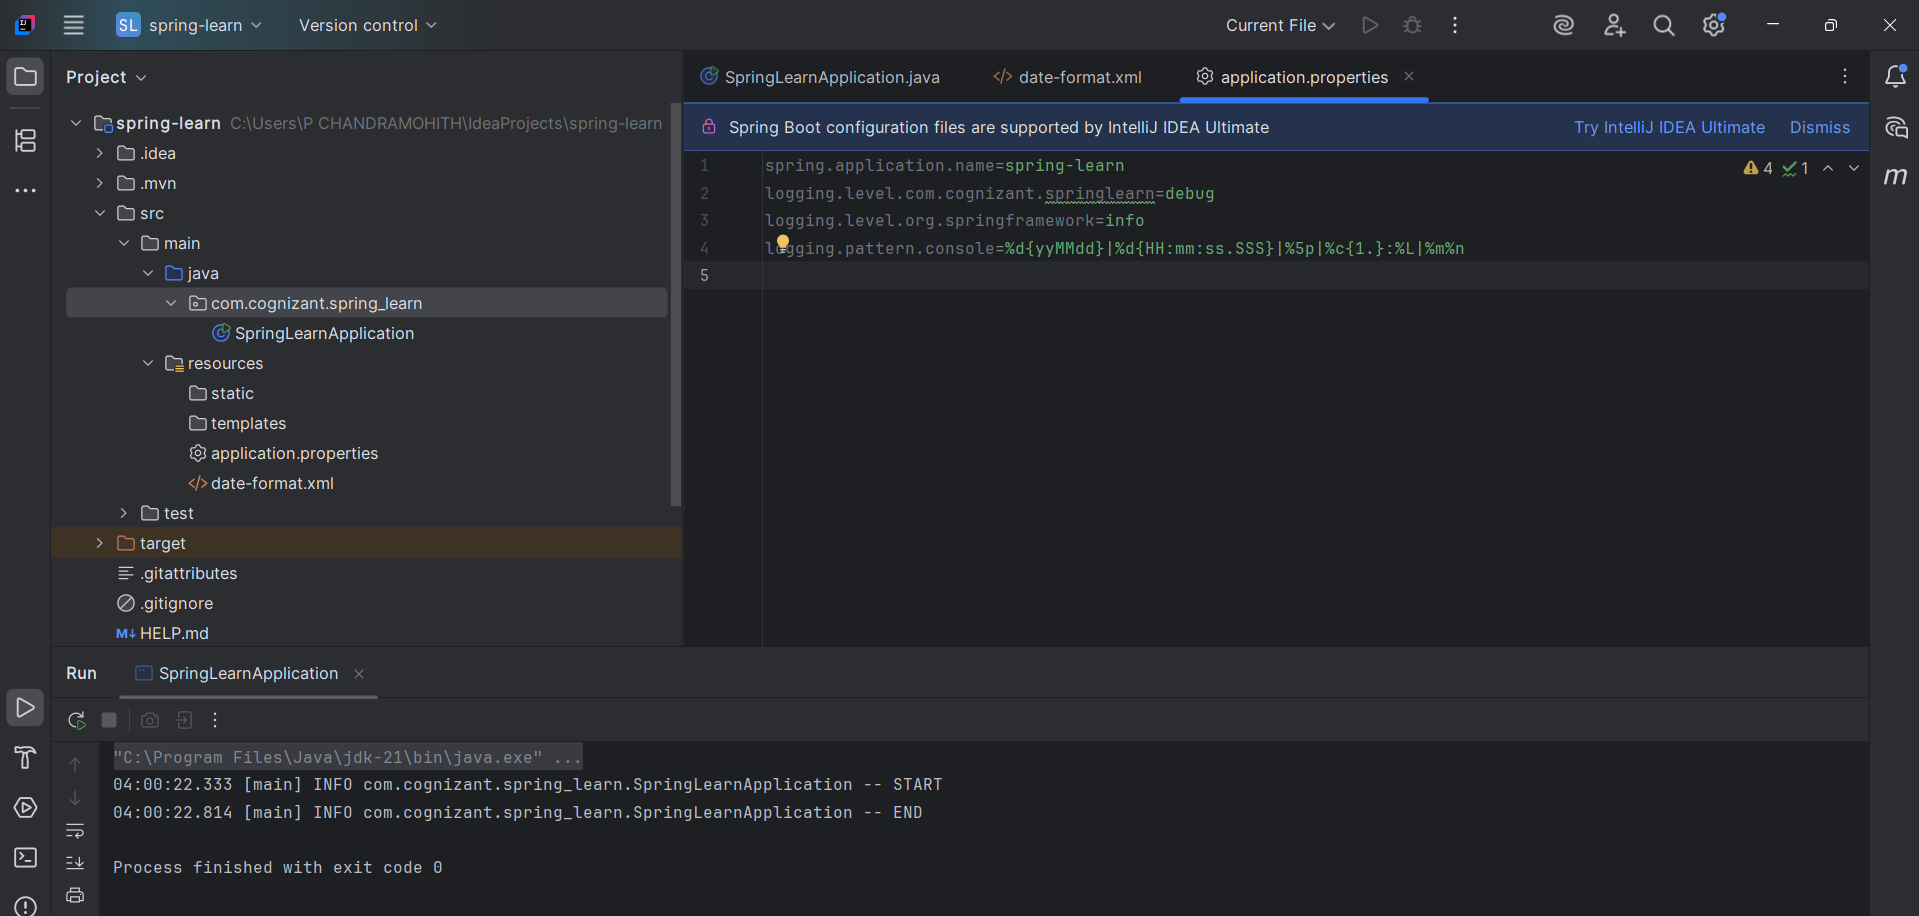 SL spring-learn
Version control
Current File
Project
spring-learn C:\Users\P CHANDRAMOHITH\IdeaProjects\spring-learn
.idea
.mvn
src
main
java
com.cognizant.spring_learn
SpringLearnApplication
resources
static
templates
application.properties
</> date-format.xml
test
target
.gitattributes
.gitignore
M↓ HELP.md
SpringLearnApplication.java
</> date-format.xml
application.properties
Spring Boot configuration files are supported by IntelliJ IDEA Ultimate
Try IntelliJ IDEA Ultimate Dismiss
1 spring.application.name=spring-learn
4 1
2 logging.level.com.cognizant.springlearn=debug
3 logging.level.org.springframework=info
4 logging.pattern.console=%d{yyMMdd}|%d{HH:mm:ss.SSS}|%5p|%c{1.}:%L|%m%n
5
m
Run SpringLearnApplication
"C:\Program Files\Java\jdk-21\bin\java.exe" ...
04:00:22.333 [main] INFO com.cognizant.spring_learn.SpringLearnApplication -- START
04:00:22.814 [main] INFO com.cognizant.spring_learn.SpringLearnApplication -- END
Process finished with exit code 0